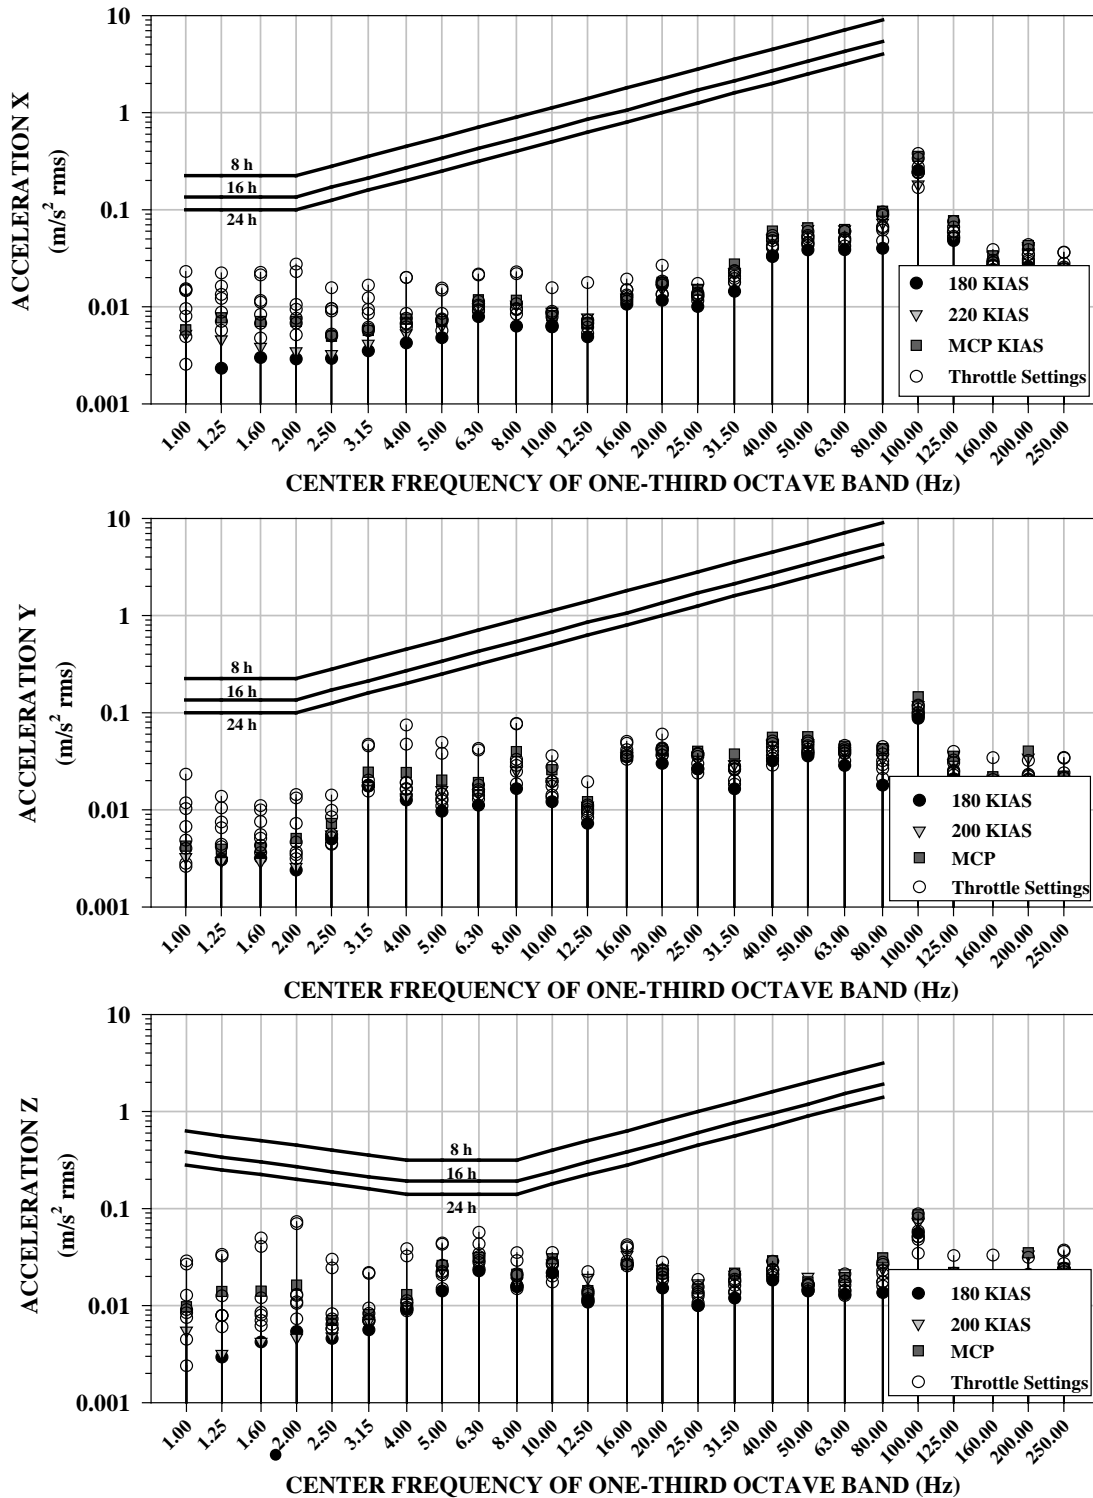 10
1
0.1
0.01
0.001
ACCELERATION X
(m/s² rms)
8 h
16 h
24 h
180 KIAS
220 KIAS
MCP KIAS
Throttle Settings
1.00 1.25 1.60 2.00 2.50 3.15 4.00 5.00 6.30 8.00 10.00 12.50 16.00 20.00 25.00 31.50 40.00 50.00 63.00 80.00 100.00 125.00 160.00 200.00 250.00
CENTER FREQUENCY OF ONE-THIRD OCTAVE BAND (Hz)
10
1
0.1
0.01
0.001
ACCELERATION Y
(m/s² rms)
8 h
16 h
24 h
180 KIAS
200 KIAS
MCP
Throttle Settings
1.00 1.25 1.60 2.00 2.50 3.15 4.00 5.00 6.30 8.00 10.00 12.50 16.00 20.00 25.00 31.50 40.00 50.00 63.00 80.00 100.00 125.00 160.00 200.00 250.00
CENTER FREQUENCY OF ONE-THIRD OCTAVE BAND (Hz)
10
1
0.1
0.01
0.001
ACCELERATION Z
(m/s² rms)
8 h
16 h
24 h
180 KIAS
200 KIAS
MCP
Throttle Settings
1.00 1.25 1.60 2.00 2.50 3.15 4.00 5.00 6.30 8.00 10.00 12.50 16.00 20.00 25.00 31.50 40.00 50.00 63.00 80.00 100.00 125.00 160.00 200.00 250.00
CENTER FREQUENCY OF ONE-THIRD OCTAVE BAND (Hz)